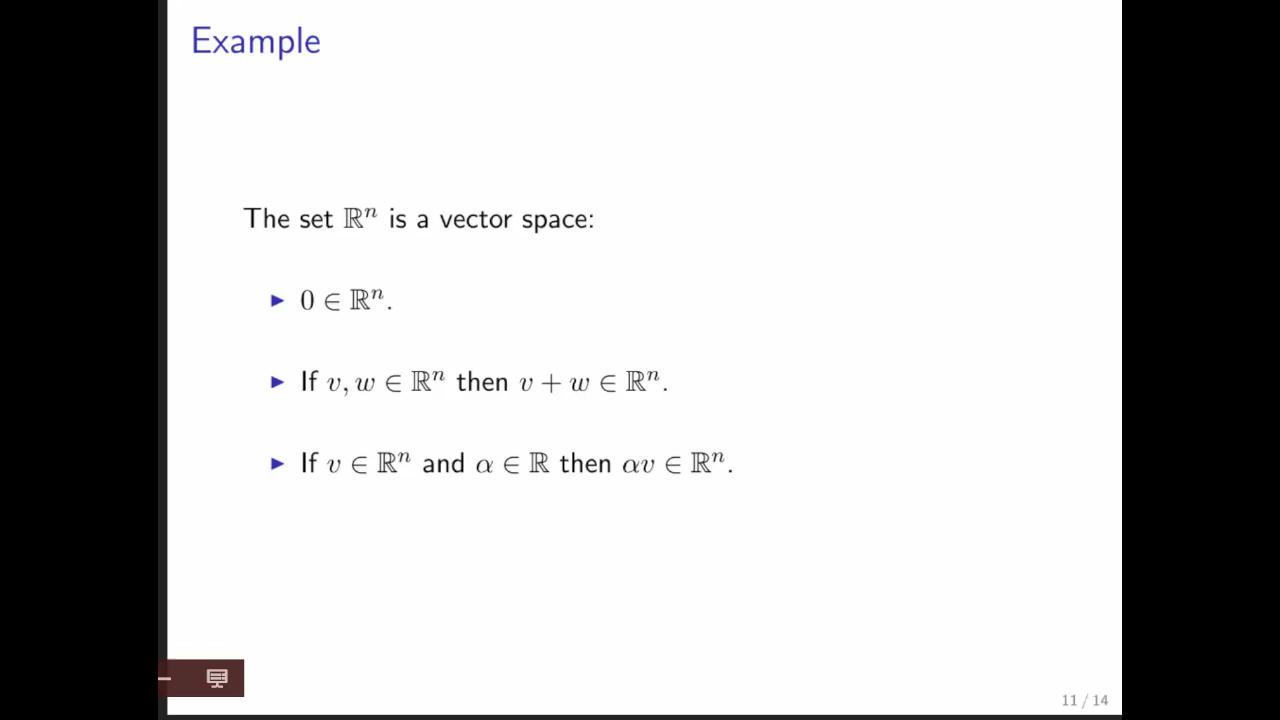 Example
The set ℝⁿ is a vector space:
▶ 0 ∈ ℝⁿ.
▶ If v, w ∈ ℝⁿ then v + w ∈ ℝⁿ.
▶ If v ∈ ℝⁿ and α ∈ ℝ then αv ∈ ℝⁿ.
11 / 14